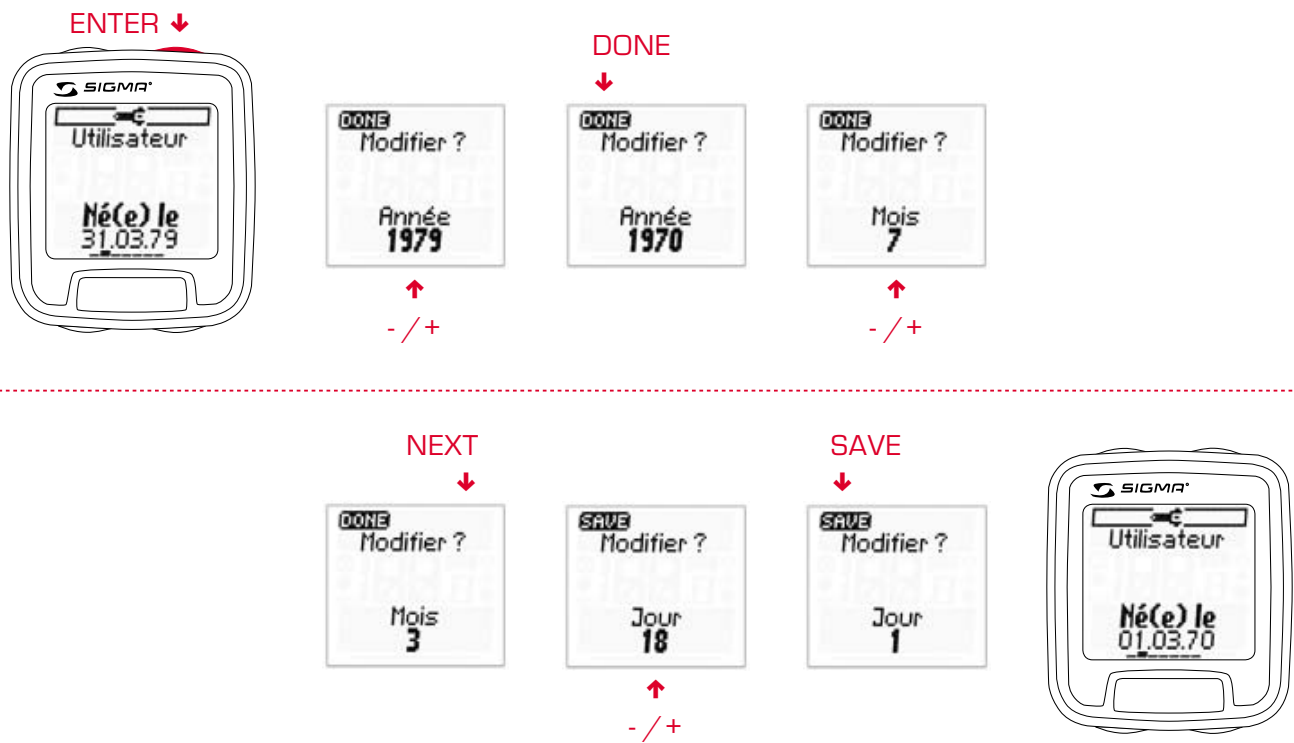 ENTER
SIGMA
Utilisateur
Né(e) le
31.03.79
DONE
Modifier ?
Année
1979
- / +
DONE
DONE
Modifier ?
Année
1970
DONE
Modifier ?
Mois
7
- / +
NEXT
DONE
Modifier ?
Mois
3
SAVE
Modifier ?
Jour
18
- / +
SAVE
SAVE
Modifier ?
Jour
1
SIGMA
Utilisateur
Né(e) le
01.03.70